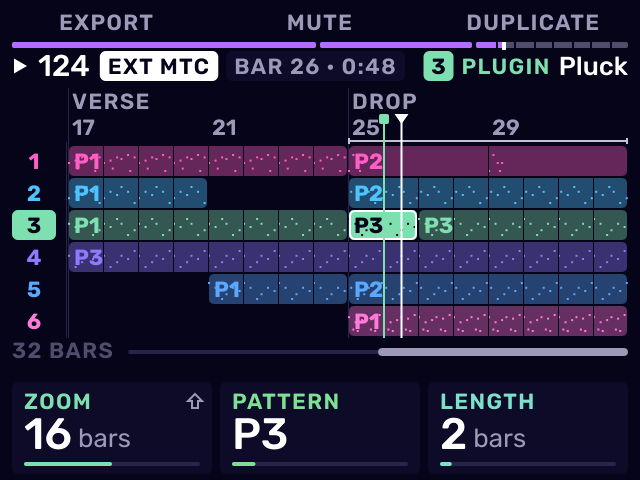 EXPORT MUTE DUPLICATE
124 EXT MTC BAR 26 • 0:48 3 PLUGIN Pluck
VERSE DROP
17 21 25 29
1 P1 P2
2 P1 P2
3 P1 P3 P3
4 P3
5 P1 P2
6 P1
32 BARS
ZOOM PATTERN LENGTH
16 bars P3 2 bars